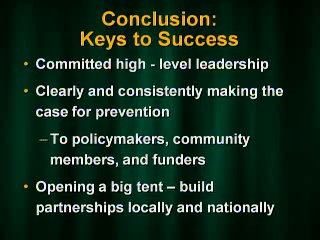 Conclusion:
Keys to Success
• Committed high - level leadership
• Clearly and consistently making the
case for prevention
– To policymakers, community
members, and funders
• Opening a big tent – build
partnerships locally and nationally